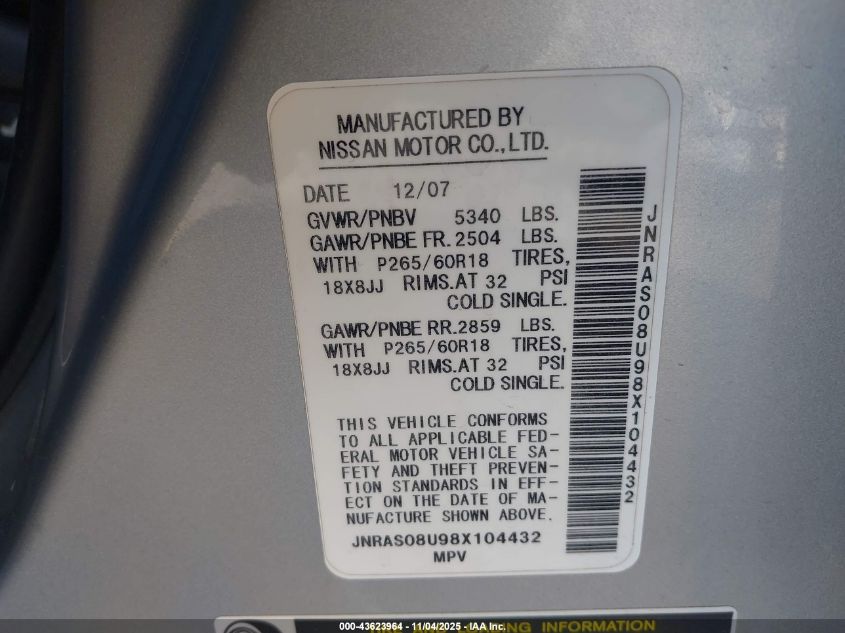 MANUFACTURED BY
NISSAN MOTOR CO., LTD.
DATE 12/07
GVWR/PNBV 5340 LBS.
GAWR/PNBE FR. 2504 LBS.
WITH P265/60R18 TIRES,
18X8JJ RIMS. AT 32 PSI
COLD SINGLE.
GAWR/PNBE RR. 2859 LBS.
WITH P265/60R18 TIRES,
18X8JJ RIMS. AT 32 PSI
COLD SINGLE.
THIS VEHICLE CONFORMS
TO ALL APPLICABLE FED-
ERAL MOTOR VEHICLE SA-
FETY AND THEFT PREVEN-
TION STANDARDS IN EFF-
ECT ON THE DATE OF MA-
NUFACTURE SHOWN ABOVE.
JNRAS08U98X104432
MPV
JNRAS08U98X104432
INFORMATION
000-43623964 - 11/04/2025 - IAA Inc.